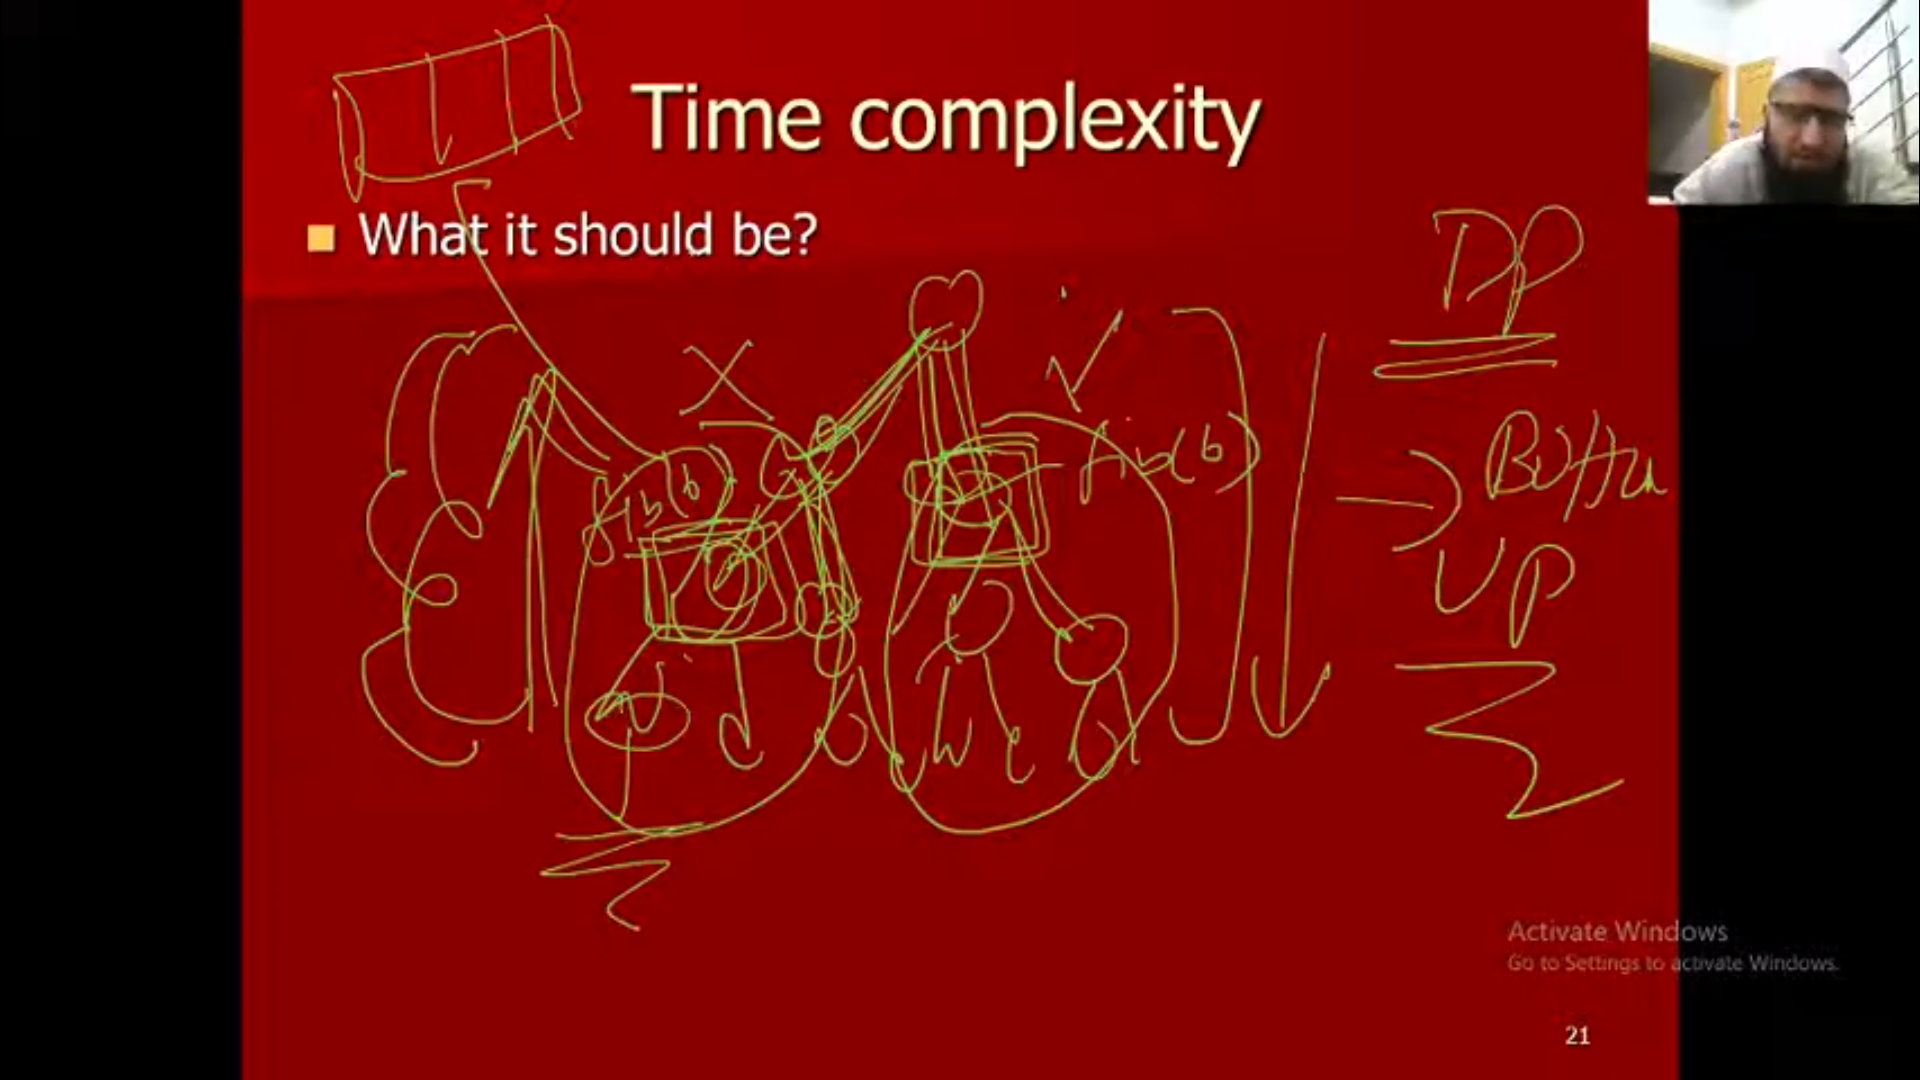 Time complexity
What it should be?
DP
X
✓
fib(6)
fib(6)
Bottom
UP
Activate Windows
Go to Settings to activate Windows.
21